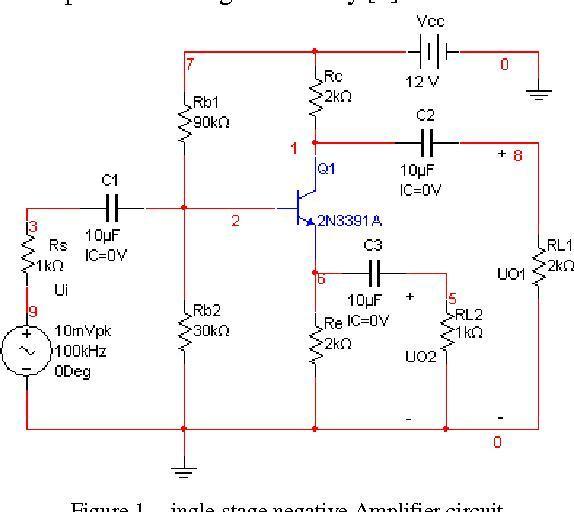 Vcc
7
0
Rc
2kΩ
12 V
Rb1
90kΩ
C2
1
+ 8
Q1
10µF
IC=0V
C1
2
2N3391A
3
10µF
IC=0V
Rs
1kΩ
C3
RL1
2kΩ
UO1
6
Ui
10µF
IC=0V
+
5
9
Rb2
30kΩ
Re
2kΩ
RL2
1kΩ
10mVpk
100kHz
0Deg
UO2
-
-
0
Figure 1 ingle stage negative Amplifier circuit